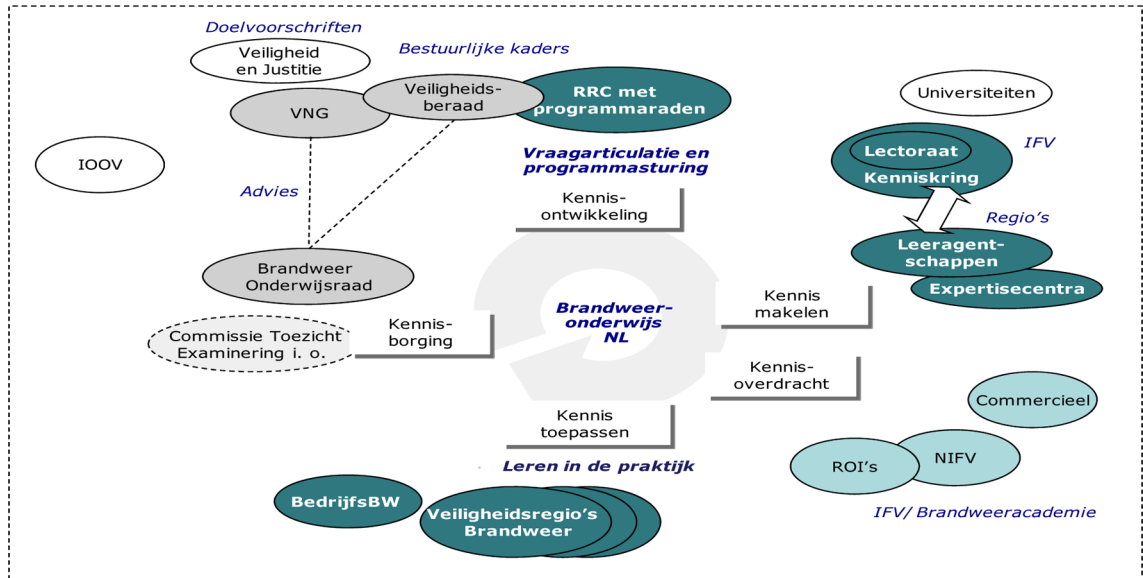 Doelvoorschriften
Veiligheid
en Justitie
Bestuurlijke kaders
VNG
Veiligheids-
beraad
RRC met
programmaraden
Universiteiten
IOOV
Advies
Vraagarticulatie en
programmasturing
Kennis-
ontwikkeling
Lectoraat
Kenniskring
IFV
Regio's
Leeragent-
schappen
Expertisecentra
Brandweer
Onderwijsraad
Commissie Toezicht
Examinering i. o.
Kennis-
borging
Brandweer-
onderwijs
NL
Kennis
makelen
Kennis-
overdracht
Kennis
toepassen
Leren in de praktijk
Commercieel
ROI's
NIFV
IFV/ Brandweeracademie
BedrijfsBW
Veiligheidsregio's
Brandweer